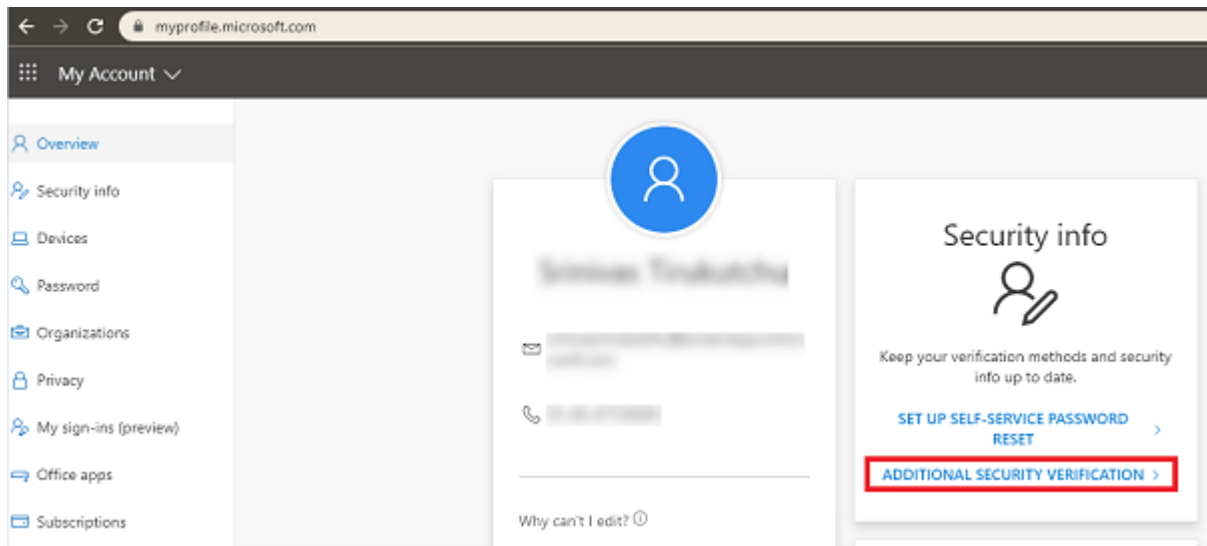 myprofile.microsoft.com
My Account
Overview
Security info
Devices
Password
Organizations
Privacy
My sign-ins (preview)
Office apps
Subscriptions
Why can't I edit?
Security info
Keep your verification methods and security
info up to date.
SET UP SELF-SERVICE PASSWORD
RESET
ADDITIONAL SECURITY VERIFICATION